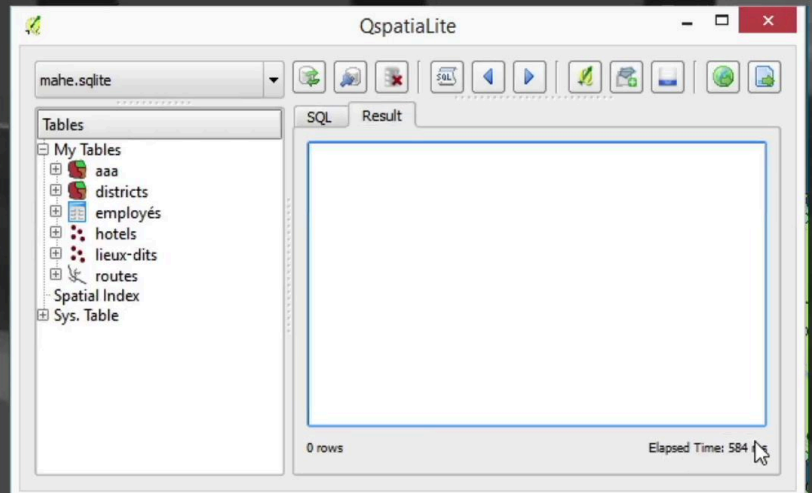 QspatiaLite
mahe.sqlite
SQL
Tables
SQL Result
My Tables
aaa
districts
employés
hotels
lieux-dits
routes
Spatial Index
Sys. Table
0 rows
Elapsed Time: 584